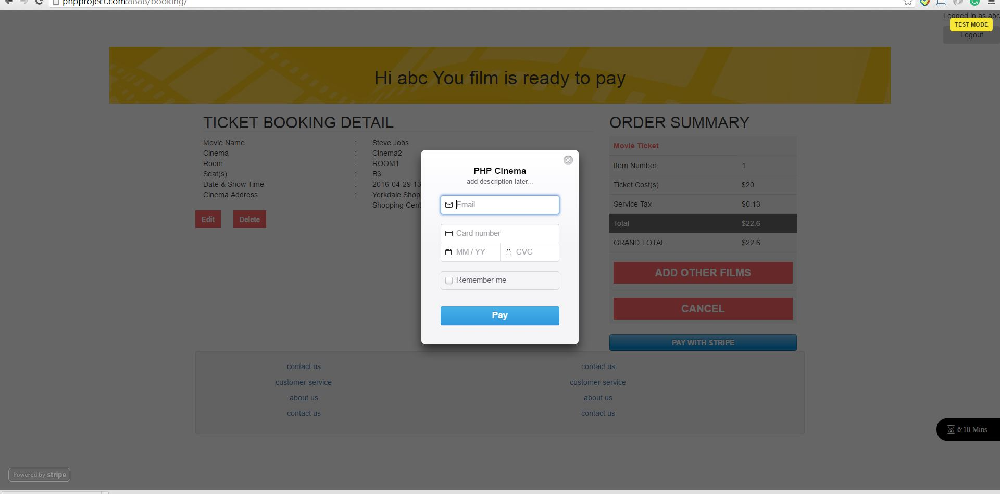 phpproject.com:8888/booking/
Logged in as abc
TEST MODE
Logout
Hi abc You film is ready to pay
TICKET BOOKING DETAIL
Movie Name : Steve Jobs
Cinema : Cinema2
Room : ROOM1
Seat(s) : B3
Date & Show Time : 2016-04-29 13
Cinema Address : Yorkdale Shop
Shopping Cent
Edit Delete
PHP Cinema
add description later...
Email
Card number
MM / YY CVC
Remember me
Pay
ORDER SUMMARY
Movie Ticket
Item Number: 1
Ticket Cost(s) $20
Service Tax $0.13
Total $22.6
GRAND TOTAL $22.6
ADD OTHER FILMS
CANCEL
PAY WITH STRIPE
contact us contact us
customer service customer service
about us about us
contact us contact us
6:10 Mins
Powered by stripe